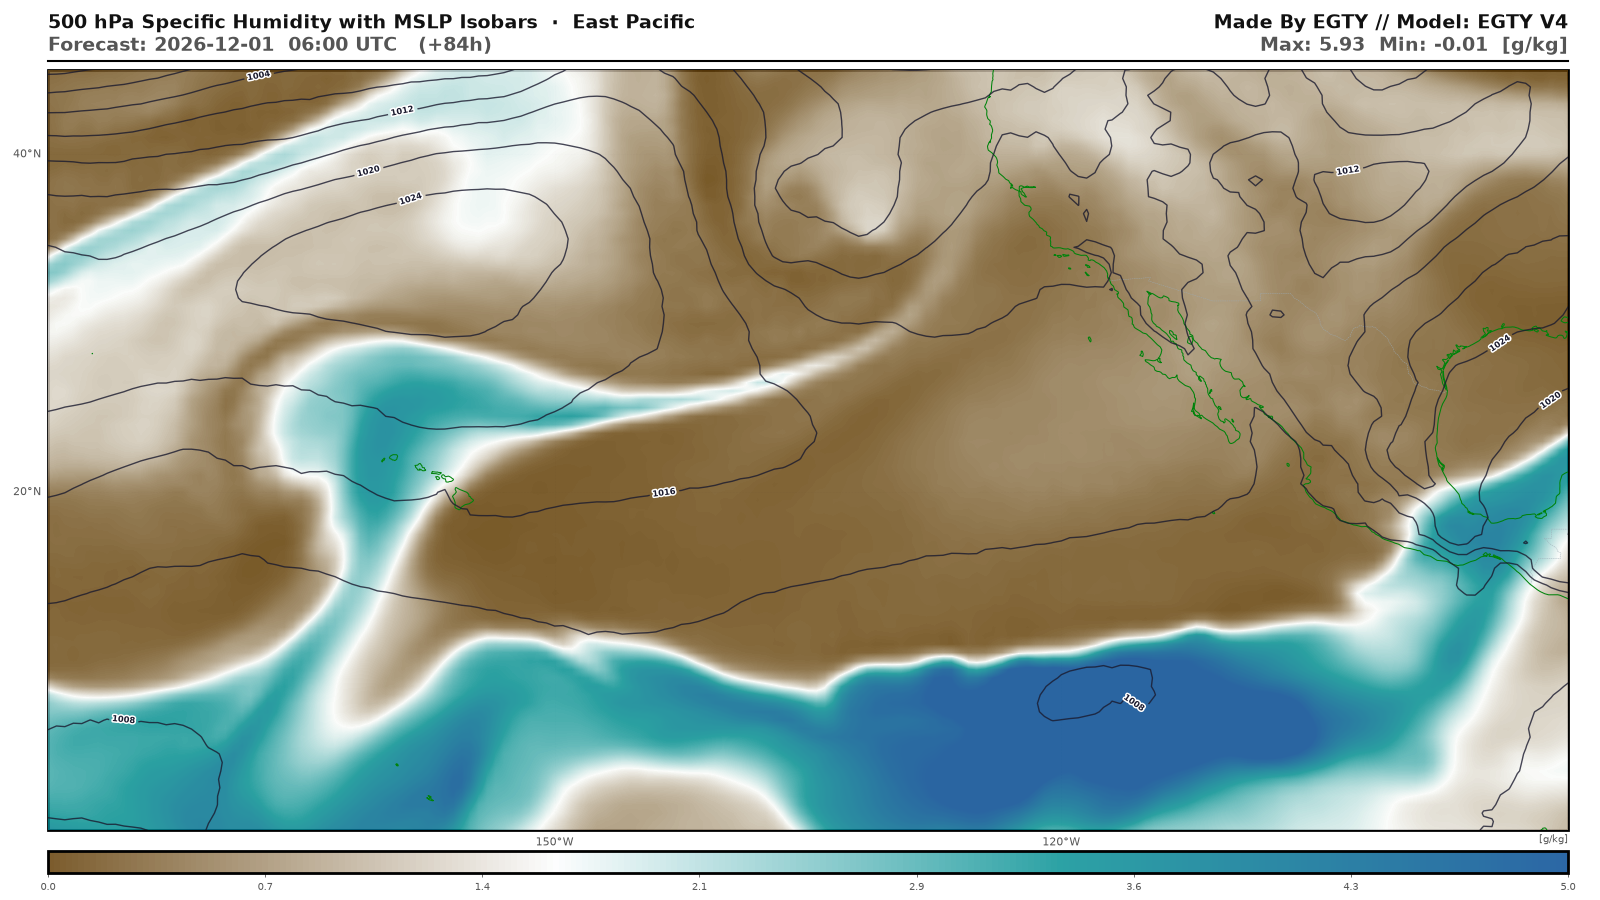 500 hPa Specific Humidity with MSLP Isobars · East Pacific
Made By EGTY // Model: EGTY V4
Forecast: 2026-12-01 06:00 UTC (+84h)
Max: 5.93 Min: -0.01 [g/kg]
1004
1012
40°N
1020
1012
1024
1024
1020
20°N
1016
1008
1008
150°W
120°W
[g/kg]
0.0 0.7 1.4 2.1 2.9 3.6 4.3 5.0